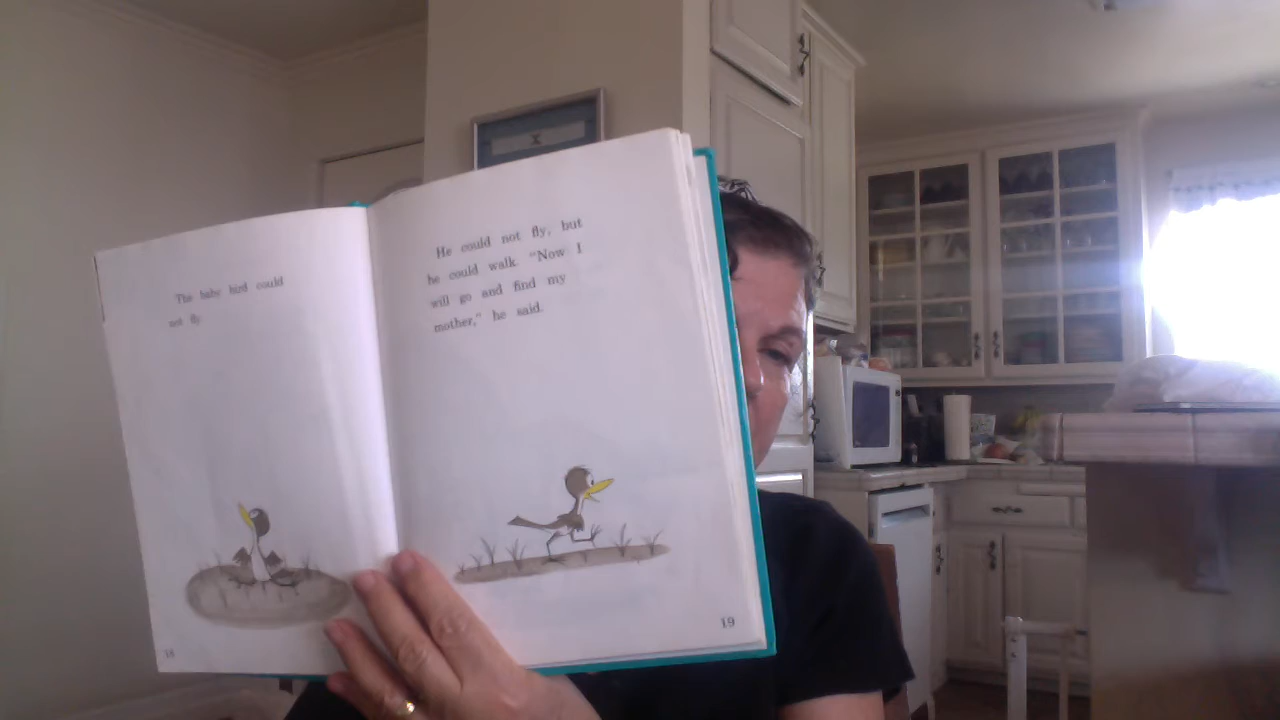 The baby bird could
not fly.
He could not fly, but
he could walk. "Now I
will go and find my
mother," he said.
18
19